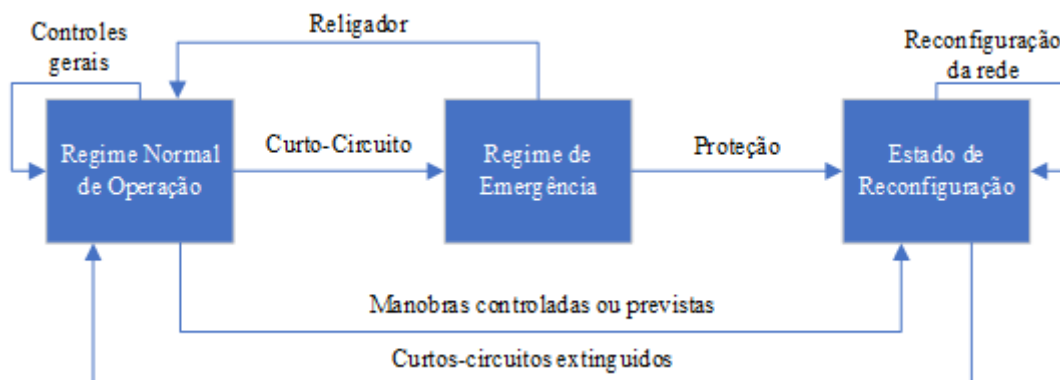 Controles
gerais
Religador
Reconfiguração
da rede
Regime Normal
de Operação
Curto-Circuito
Regime de
Emergência
Proteção
Estado de
Reconfiguração
Manobras controladas ou previstas
Curtos-circuitos extinguidos